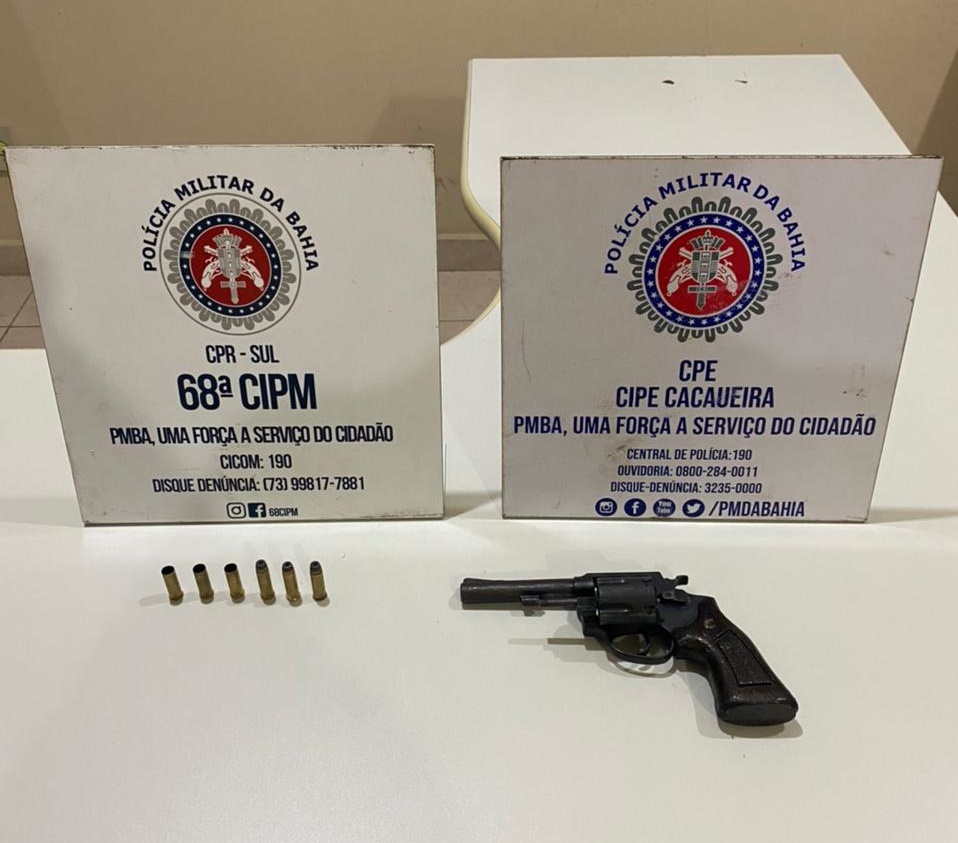 POLÍCIA MILITAR DA BAHIA
CPR - SUL
68ª CIPM
PMBA, UMA FORÇA A SERVIÇO DO CIDADÃO
CICOM: 190
DISQUE DENÚNCIA: (73) 99817-7881
68CIPM
POLÍCIA MILITAR DA BAHIA
CPE
CIPE CACAUEIRA
PMBA, UMA FORÇA A SERVIÇO DO CIDADÃO
CENTRAL DE POLÍCIA:190
OUVIDORIA: 0800-284-0011
DISQUE-DENÚNCIA: 3235-0000
You Tube /PMDABAHIA